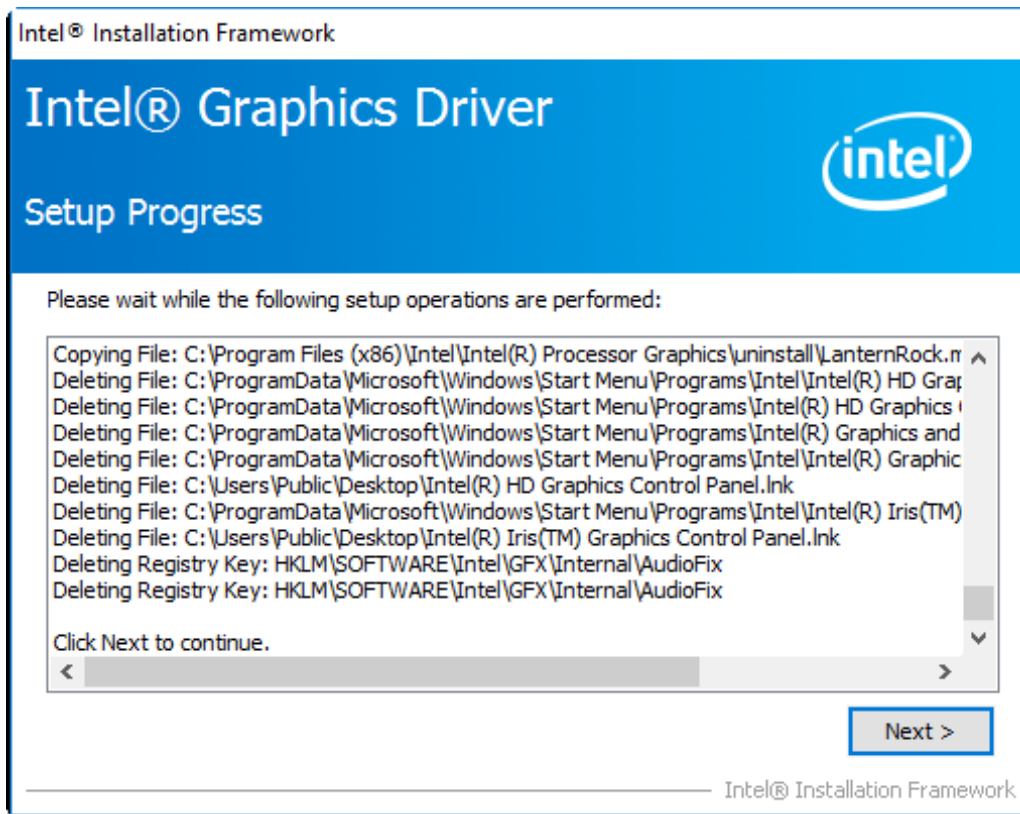 Intel® Installation Framework
Intel® Graphics Driver
intel
Setup Progress
Please wait while the following setup operations are performed:
Copying File: C:\Program Files (x86)\Intel\Intel(R) Processor Graphics\uninstall\LanternRock.m
Deleting File: C:\ProgramData\Microsoft\Windows\Start Menu\Programs\Intel\Intel(R) HD Grap
Deleting File: C:\ProgramData\Microsoft\Windows\Start Menu\Programs\Intel(R) HD Graphics
Deleting File: C:\ProgramData\Microsoft\Windows\Start Menu\Programs\Intel(R) Graphics and
Deleting File: C:\ProgramData\Microsoft\Windows\Start Menu\Programs\Intel\Intel(R) Graphic
Deleting File: C:\Users\Public\Desktop\Intel(R) HD Graphics Control Panel.lnk
Deleting File: C:\ProgramData\Microsoft\Windows\Start Menu\Programs\Intel\Intel(R) Iris(TM)
Deleting File: C:\Users\Public\Desktop\Intel(R) Iris(TM) Graphics Control Panel.lnk
Deleting Registry Key: HKLM\SOFTWARE\Intel\GFX\Internal\AudioFix
Deleting Registry Key: HKLM\SOFTWARE\Intel\GFX\Internal\AudioFix
Click Next to continue.
Next >
Intel® Installation Framework